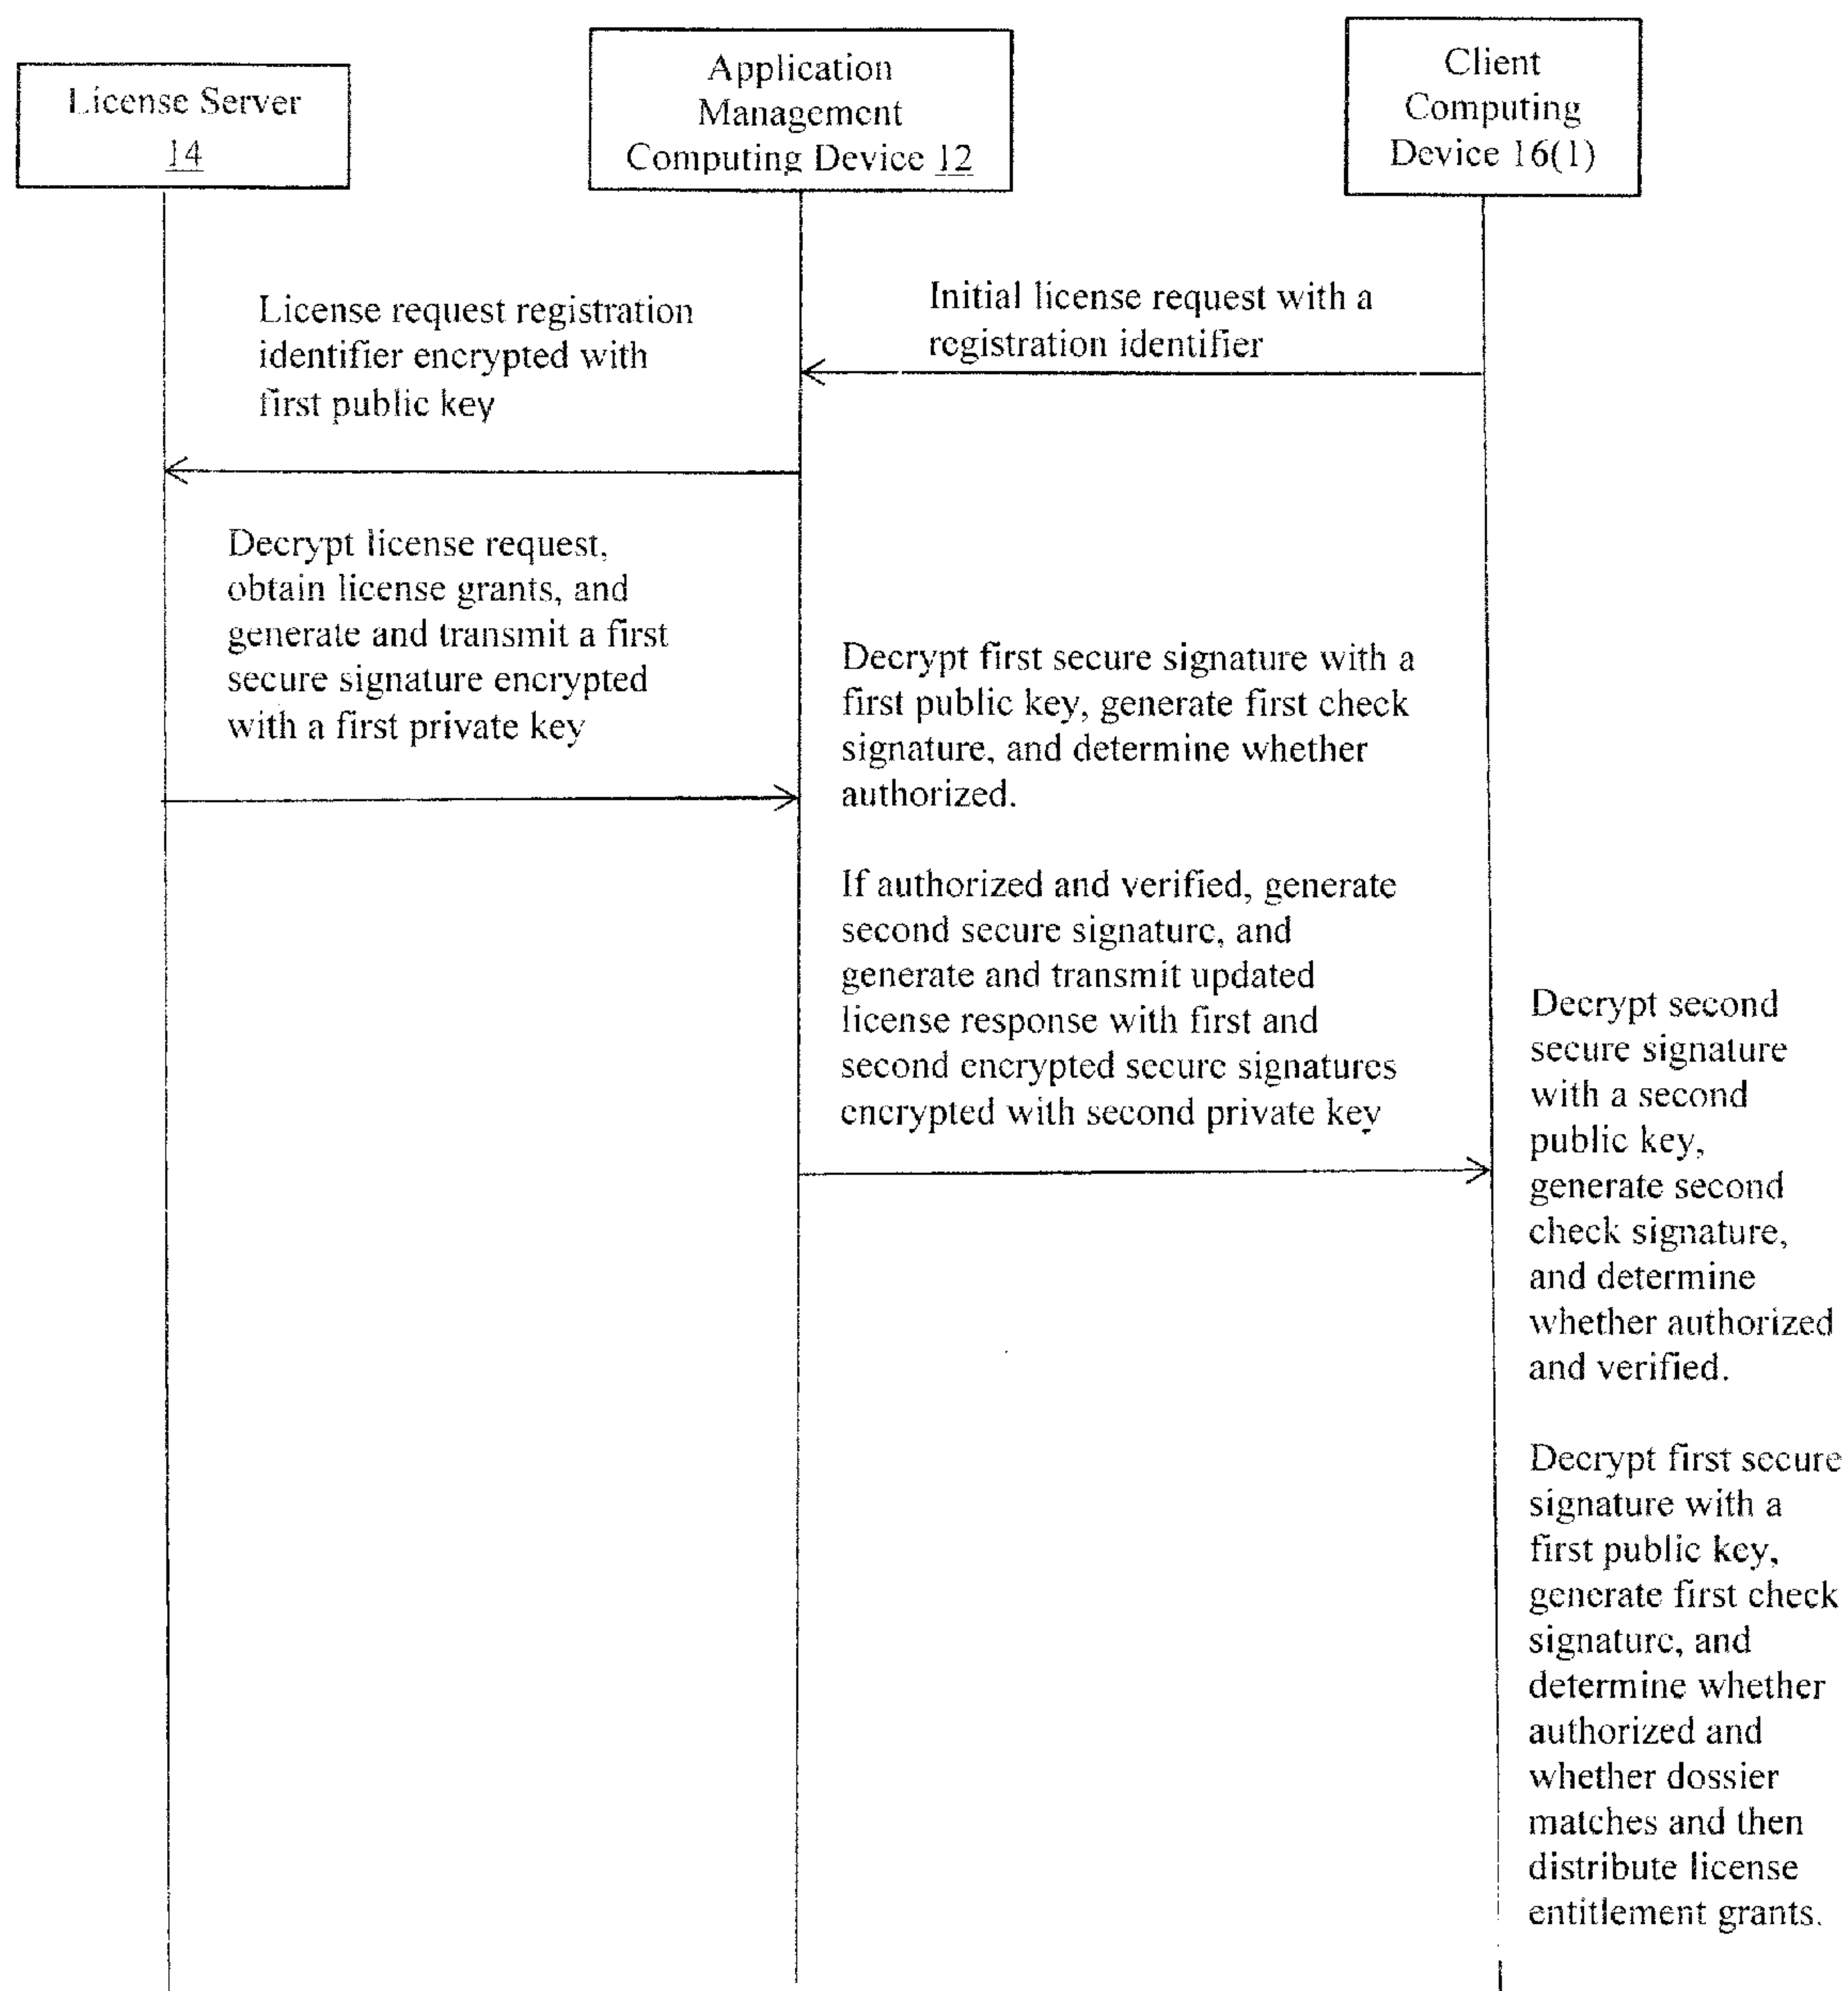 License Server
14
Application
Management
Computing Device 12
Client
Computing
Device 16(1)
License request registration
identifier encrypted with
first public key
Initial license request with a
registration identifier
Decrypt license request,
obtain license grants, and
generate and transmit a first
secure signature encrypted
with a first private key
Decrypt first secure signature with a
first public key, generate first check
signature, and determine whether
authorized.
If authorized and verified, generate
second secure signature, and
generate and transmit updated
license response with first and
second encrypted secure signatures
encrypted with second private key
Decrypt second
secure signature
with a second
public key,
generate second
check signature,
and determine
whether authorized
and verified.
Decrypt first secure
signature with a
first public key,
generate first check
signature, and
determine whether
authorized and
whether dossier
matches and then
distribute license
entitlement grants.